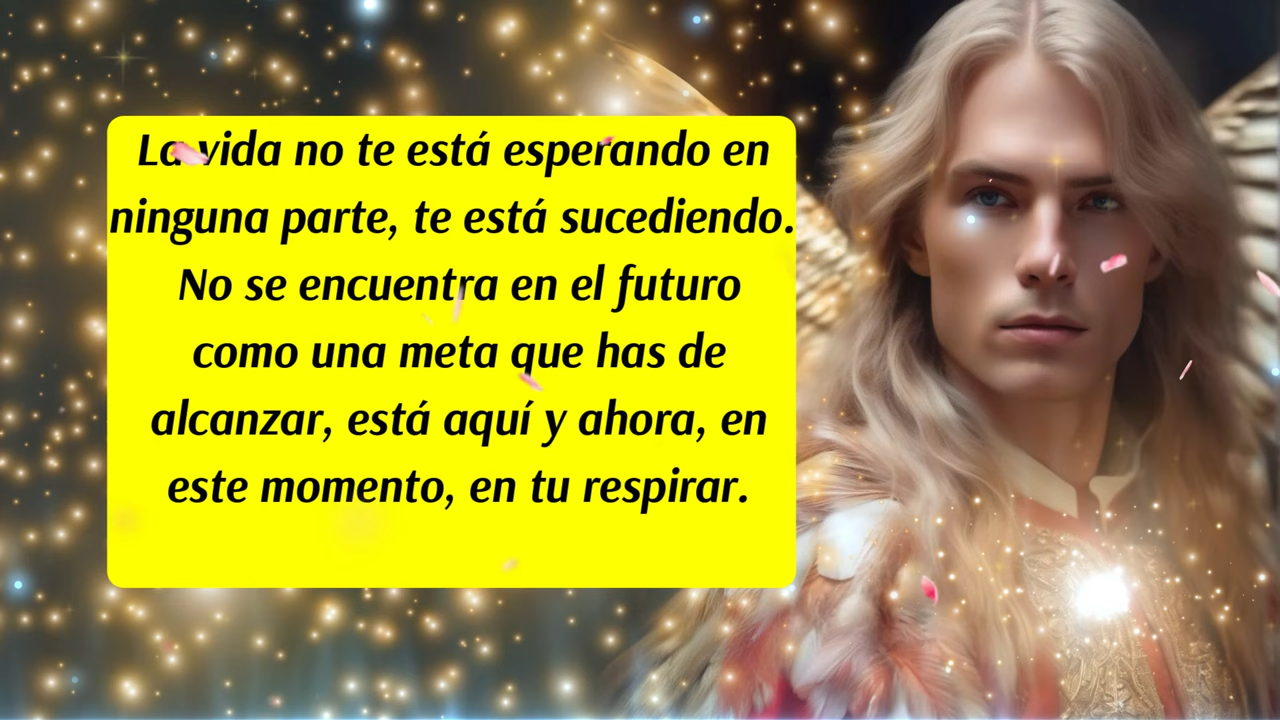 La vida no te está esperando en
ninguna parte, te está sucediendo.
No se encuentra en el futuro
como una meta que has de
alcanzar, está aquí y ahora, en
este momento, en tu respirar.